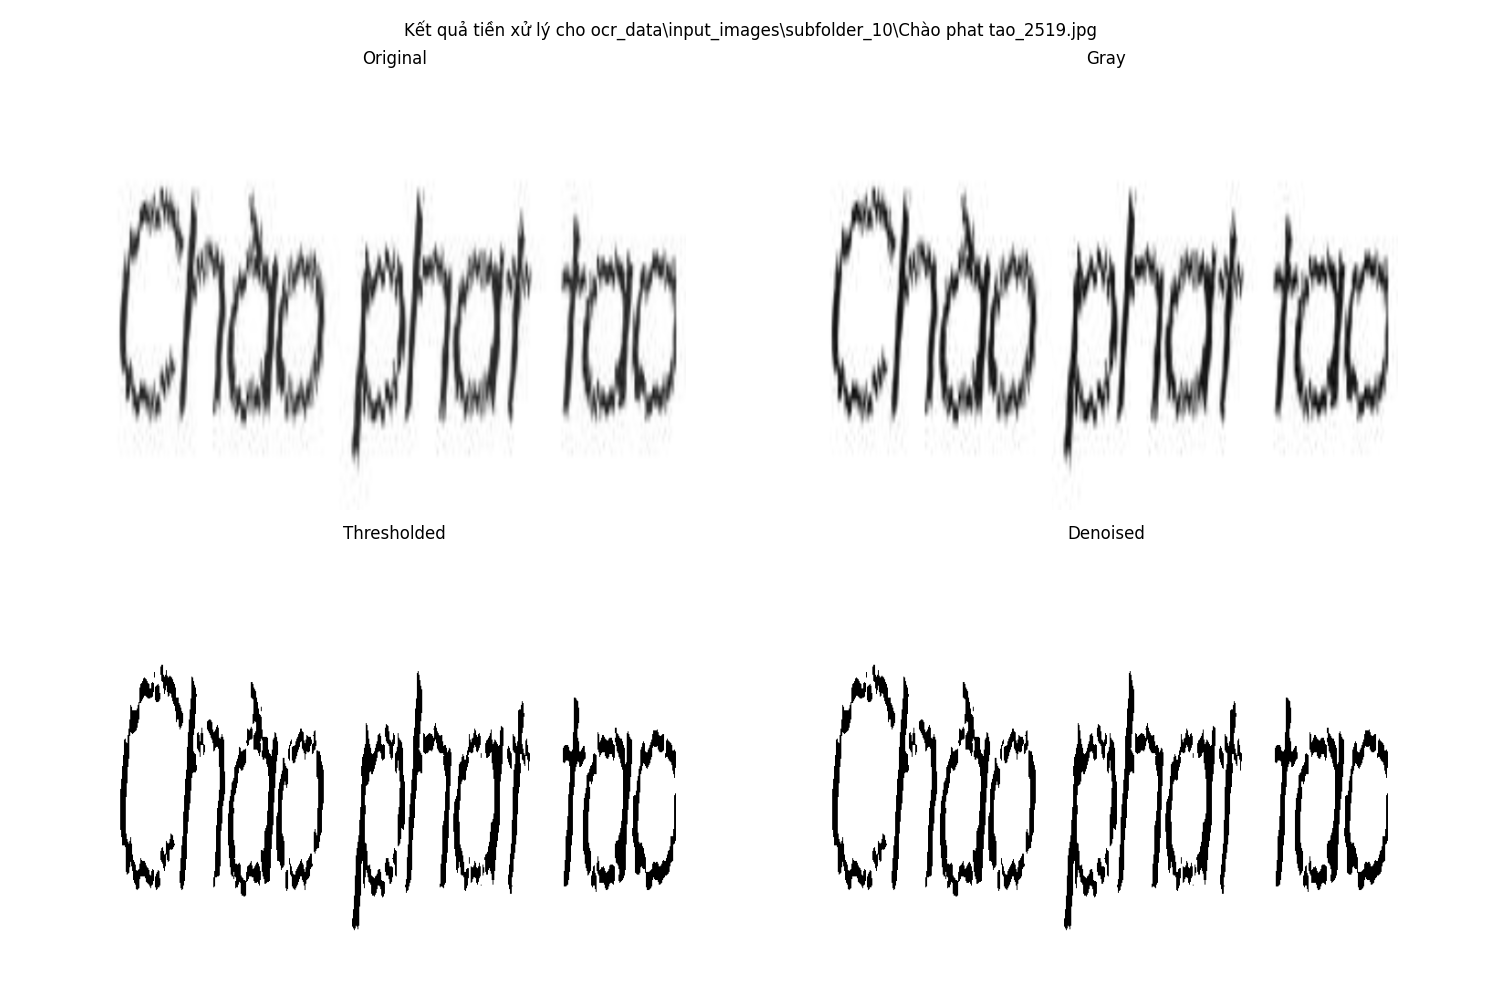 Kết quả tiền xử lý cho ocr_data\input_images\subfolder_10\Chào phat tao_2519.jpg
Original
Gray
Chào phat tao
Chào phat tao
Thresholded
Denoised
Chào phat tao
Chào phat tao